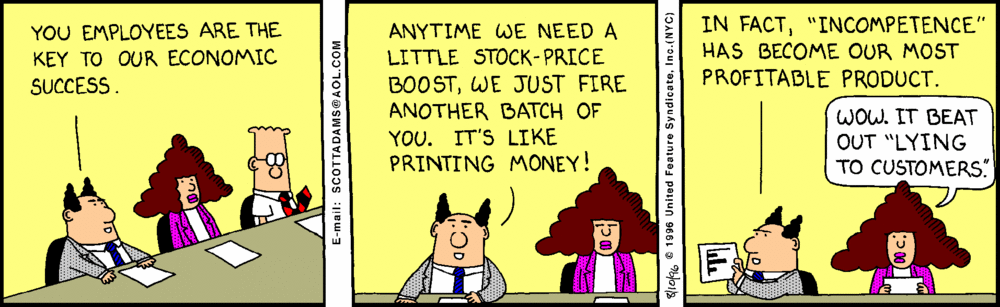 YOU EMPLOYEES ARE THE
KEY TO OUR ECONOMIC
SUCCESS.
E-mail: SCOTTADAMS@AOL.COM
ANYTIME WE NEED A
LITTLE STOCK-PRICE
BOOST, WE JUST FIRE
ANOTHER BATCH OF
YOU. IT'S LIKE
PRINTING MONEY!
© 1996 United Feature Syndicate, Inc.(NYC)
IN FACT, "INCOMPETENCE"
HAS BECOME OUR MOST
PROFITABLE PRODUCT.
WOW. IT BEAT
OUT "LYING
TO CUSTOMERS."